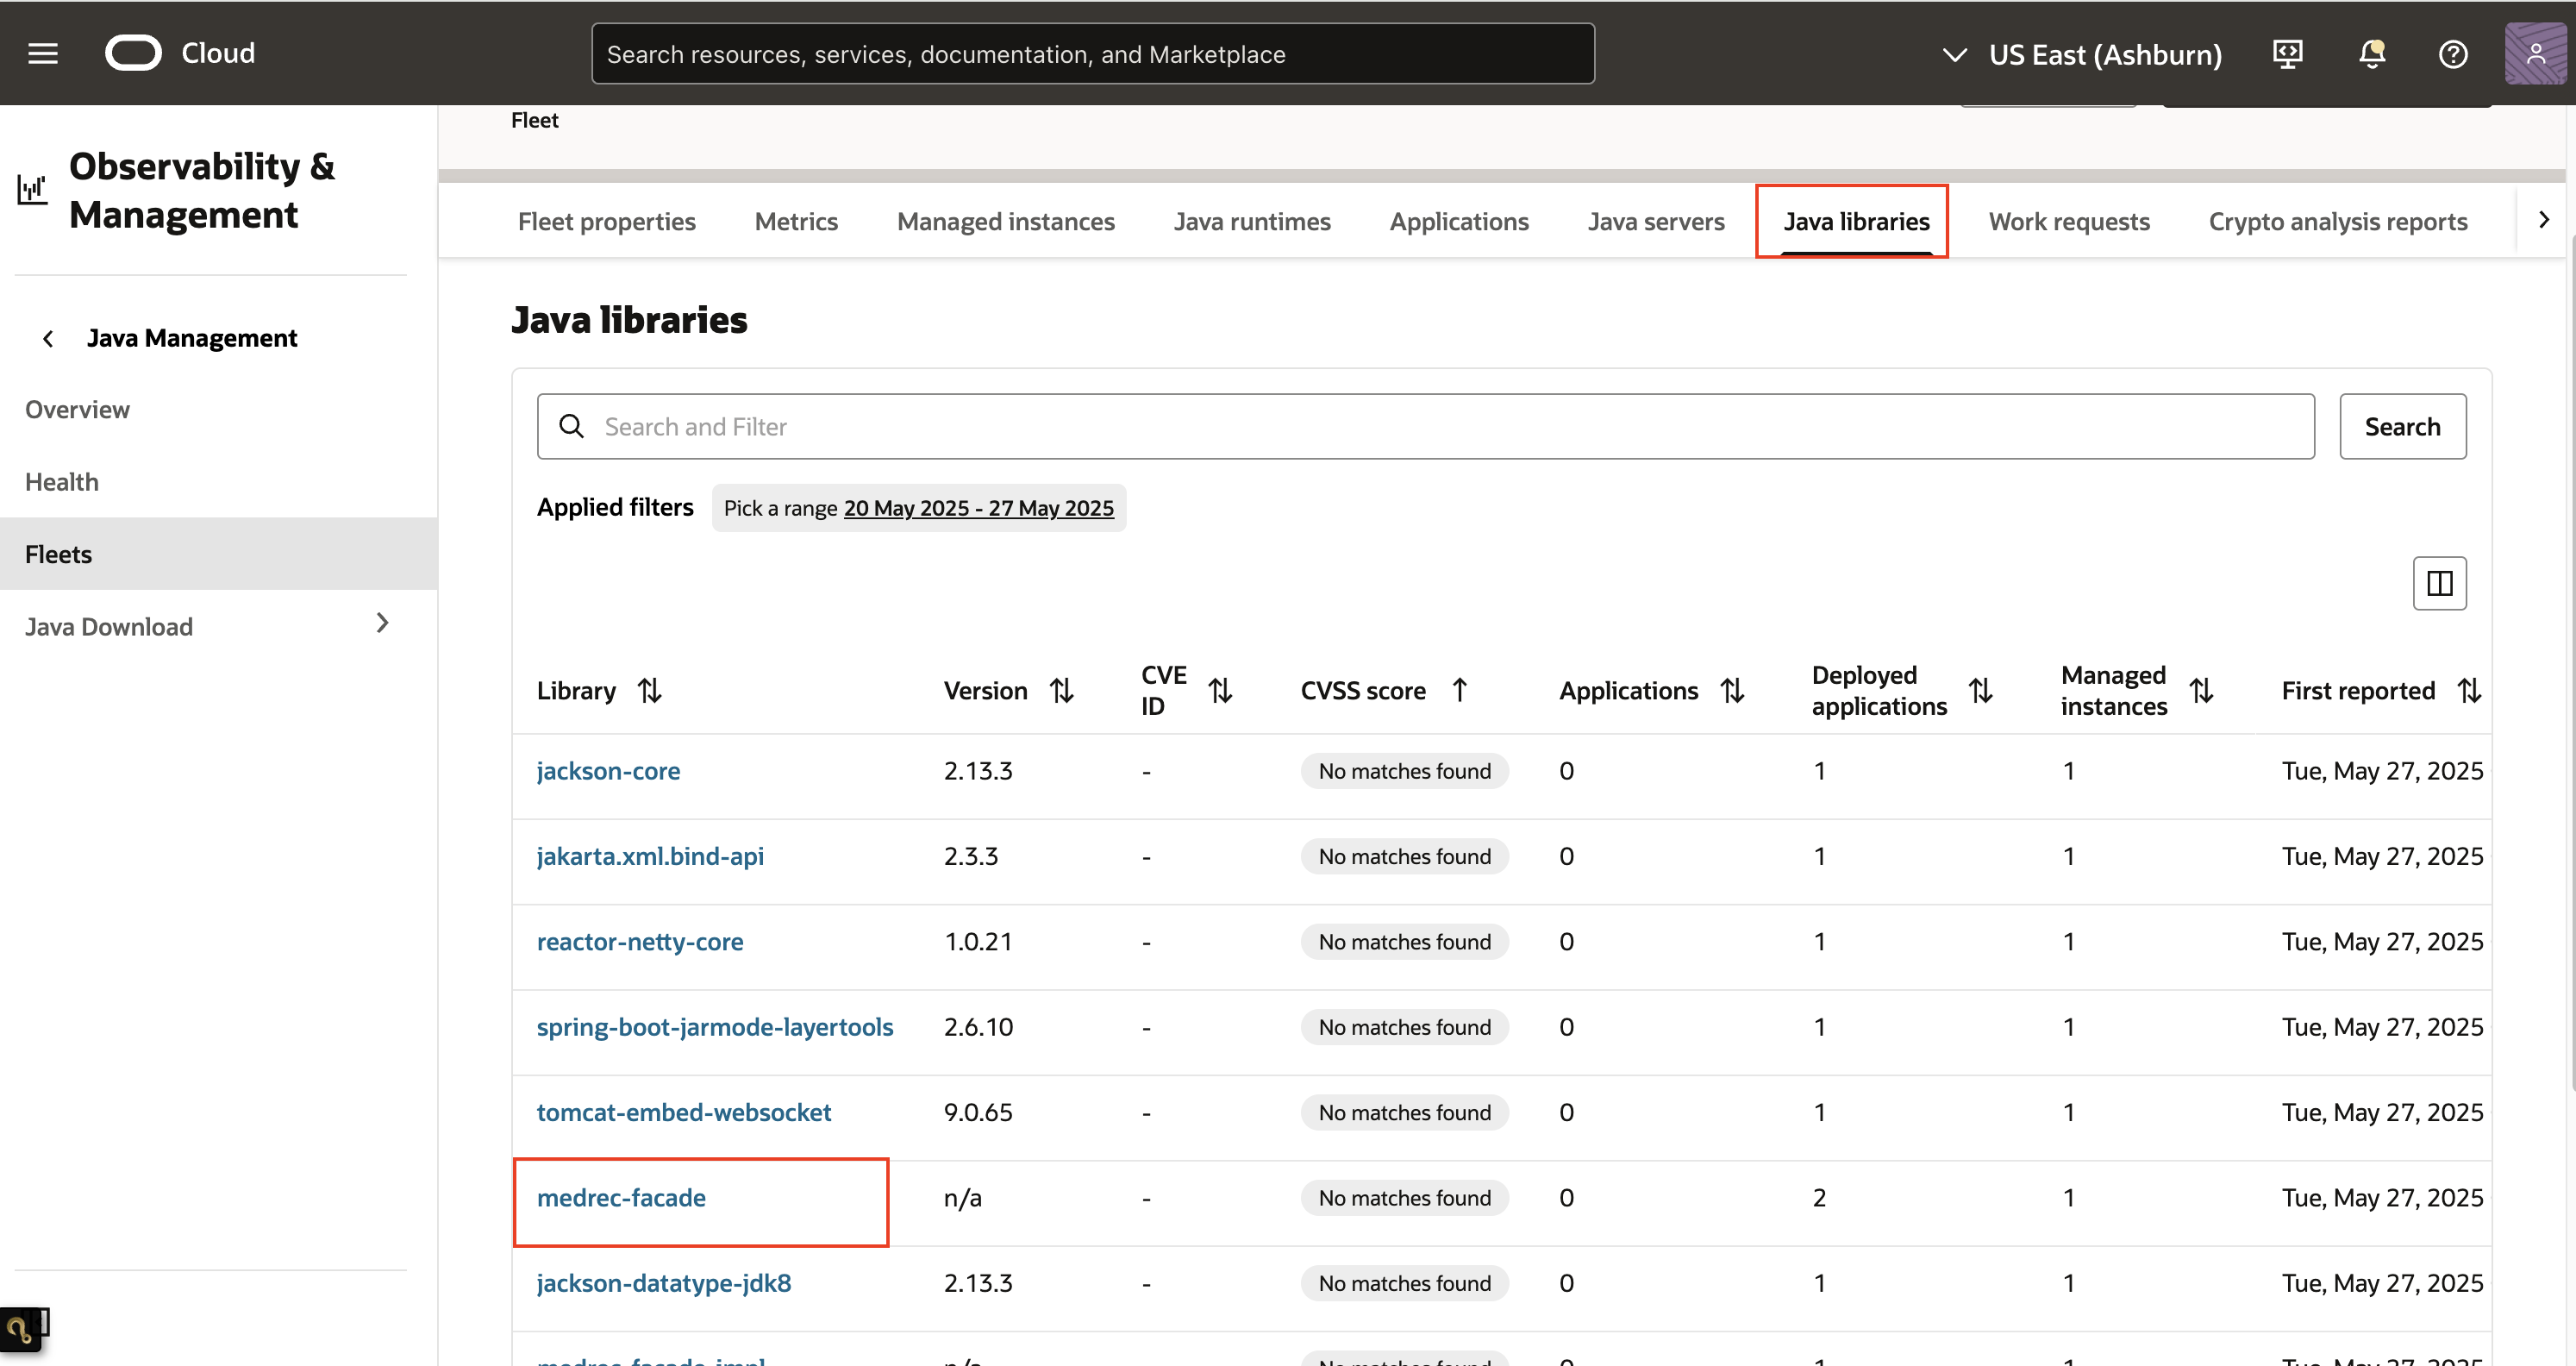 Cloud
Search resources, services, documentation, and Marketplace
US East (Ashburn)
Observability &
Management
Java Management
Overview
Health
Fleets
Java Download
Fleet
Fleet properties Metrics Managed instances Java runtimes Applications Java servers Java libraries Work requests Crypto analysis reports
Java libraries
Search and Filter
Search
Applied filters Pick a range 20 May 2025 - 27 May 2025
Library Version CVE ID CVSS score Applications Deployed applications Managed instances First reported
jackson-core 2.13.3 - No matches found 0 1 1 Tue, May 27, 2025
jakarta.xml.bind-api 2.3.3 - No matches found 0 1 1 Tue, May 27, 2025
reactor-netty-core 1.0.21 - No matches found 0 1 1 Tue, May 27, 2025
spring-boot-jarmode-layertools 2.6.10 - No matches found 0 1 1 Tue, May 27, 2025
tomcat-embed-websocket 9.0.65 - No matches found 0 1 1 Tue, May 27, 2025
medrec-facade n/a - No matches found 0 2 1 Tue, May 27, 2025
jackson-datatype-jdk8 2.13.3 - No matches found 0 1 1 Tue, May 27, 2025